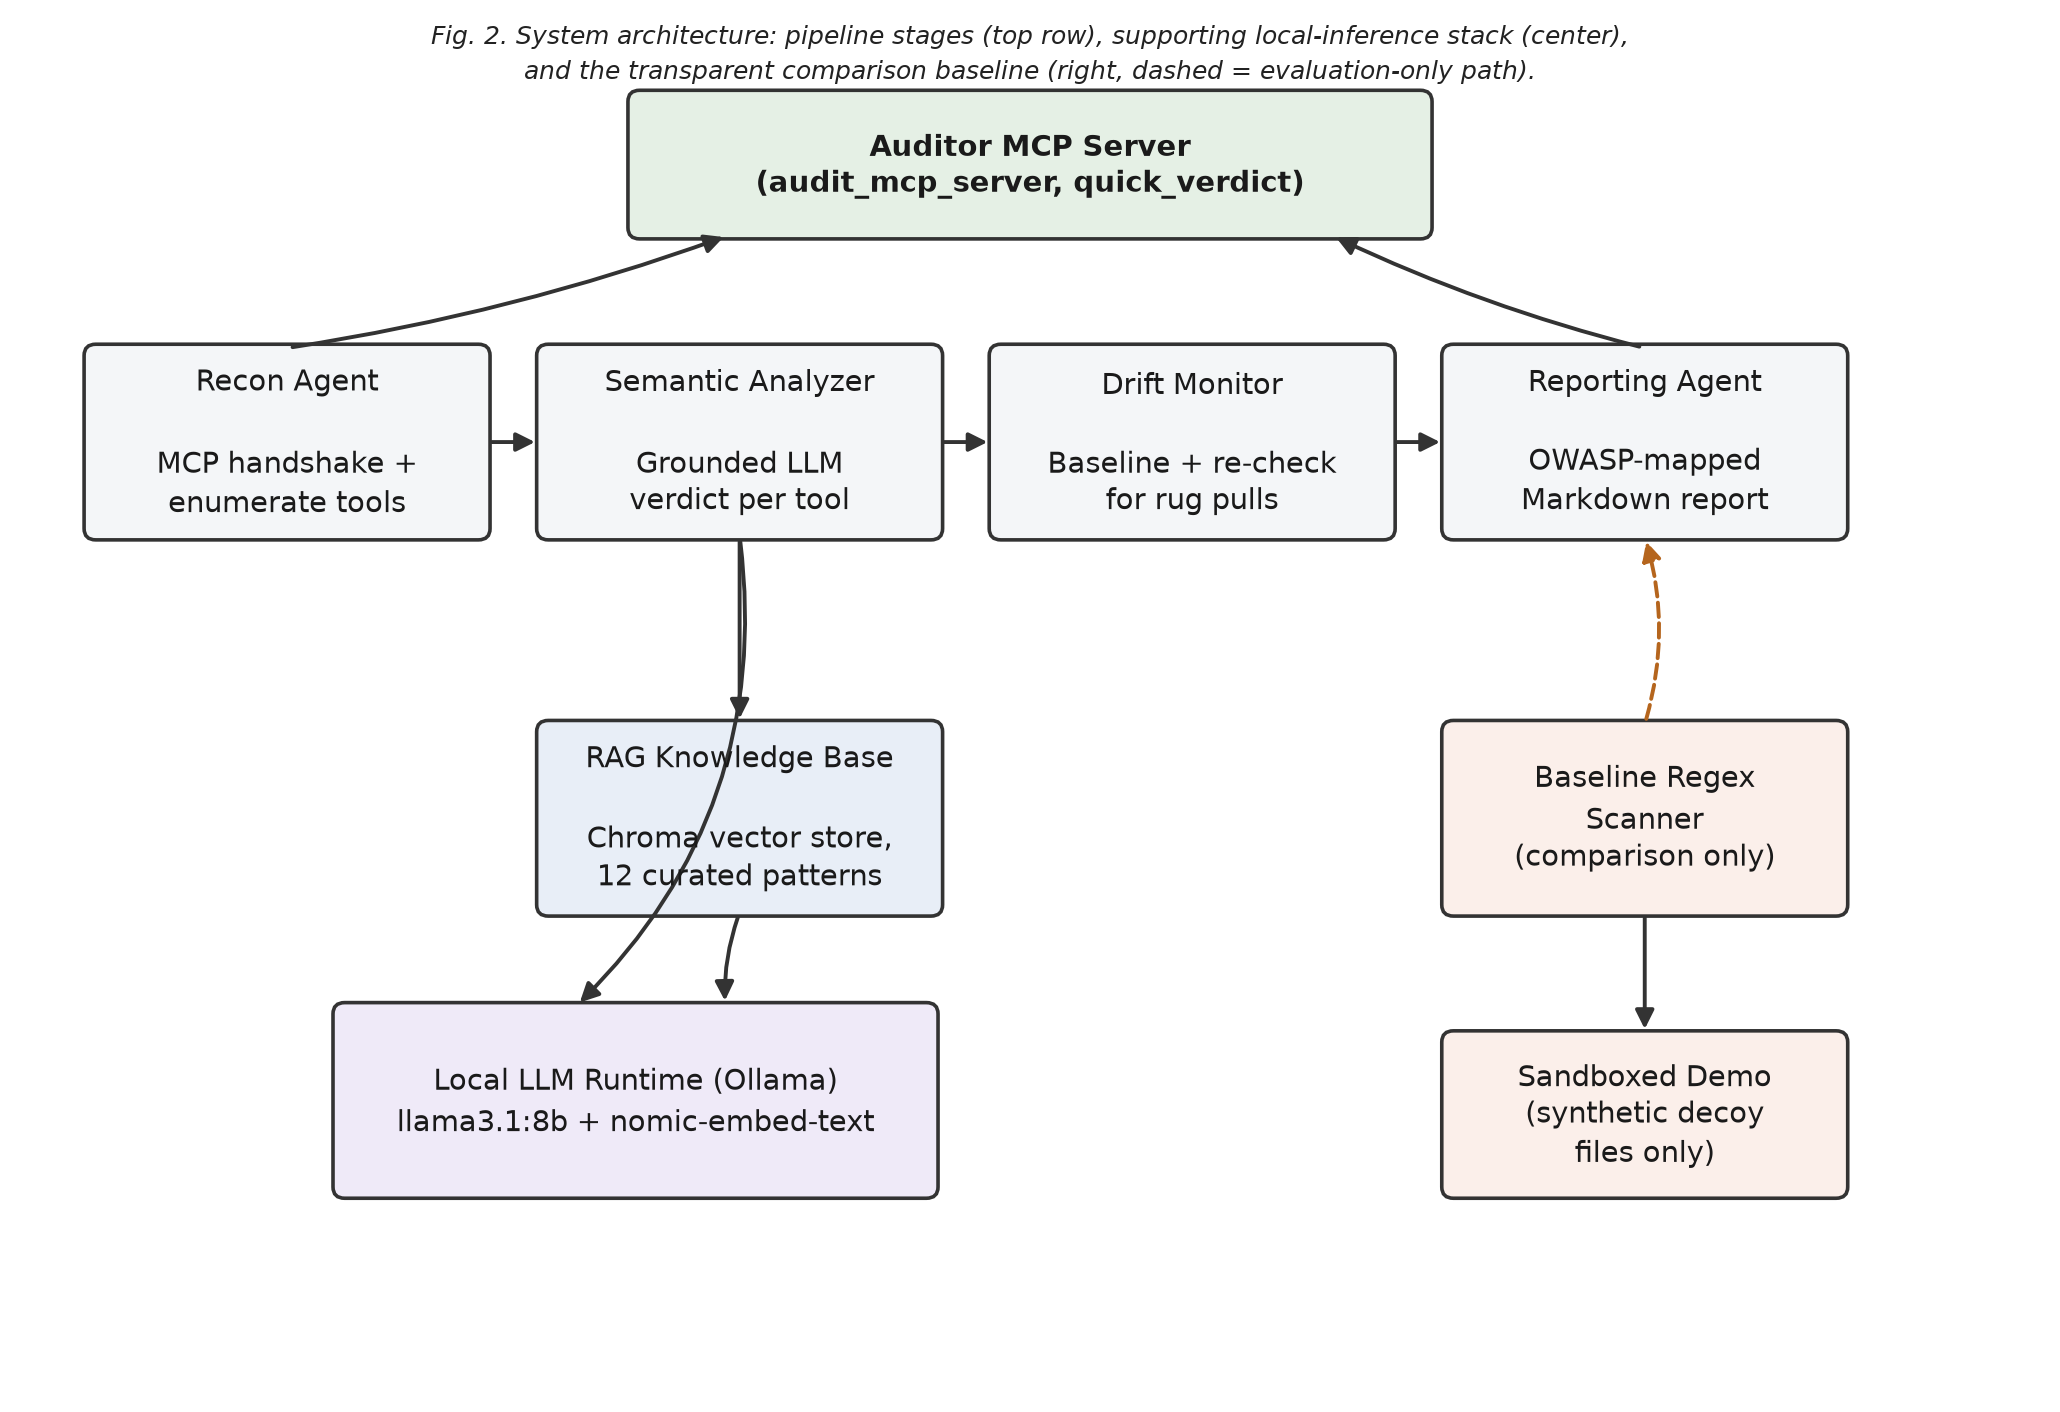 Fig. 2. System architecture: pipeline stages (top row), supporting local-inference stack (center),
and the transparent comparison baseline (right, dashed = evaluation-only path).
Auditor MCP Server
(audit_mcp_server, quick_verdict)
Recon Agent
MCP handshake +
enumerate tools
Semantic Analyzer
Grounded LLM
verdict per tool
Drift Monitor
Baseline + re-check
for rug pulls
Reporting Agent
OWASP-mapped
Markdown report
RAG Knowledge Base
Chroma vector store,
12 curated patterns
Baseline Regex
Scanner
(comparison only)
Local LLM Runtime (Ollama)
llama3.1:8b + nomic-embed-text
Sandboxed Demo
(synthetic decoy
files only)